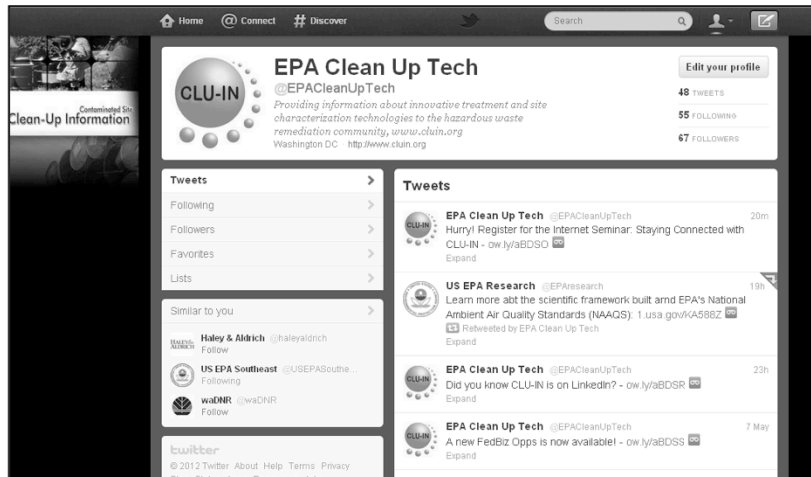 Home
Connect
Discover
Search
Contaminated Site
Clean-Up Information
CLU-IN
EPA Clean Up Tech
@EPACleanUpTech
Providing information about innovative treatment and site
characterization technologies to the hazardous waste
remediation community, www.cluin.org
Washington DC · http://www.cluin.org
Edit your profile
48 TWEETS
55 FOLLOWING
67 FOLLOWERS
Tweets
Following
Followers
Favorites
Lists
Similar to you
HALEY&
ALDRICH
Haley & Aldrich @haleyaldrich
Follow
US EPA Southeast @USEPASouthe...
Following
waDNR @waDNR
Follow
twitter
© 2012 Twitter About Help Terms Privacy
Tweets
CLU-IN
EPA Clean Up Tech @EPACleanUpTech 20m
Hurry! Register for the Internet Seminar: Staying Connected with
CLU-IN - ow.ly/aBDSO
Expand
US EPA Research @EPAresearch 19h
Learn more abt the scientific framework built arnd EPA's National
Ambient Air Quality Standards (NAAQS): 1.usa.gov/KA588Z
Retweeted by EPA Clean Up Tech
Expand
CLU-IN
EPA Clean Up Tech @EPACleanUpTech 23h
Did you know CLU-IN is on LinkedIn? - ow.ly/aBDSR
Expand
CLU-IN
EPA Clean Up Tech @EPACleanUpTech 7 May
A new FedBiz Opps is now available! - ow.ly/aBDSS
Expand